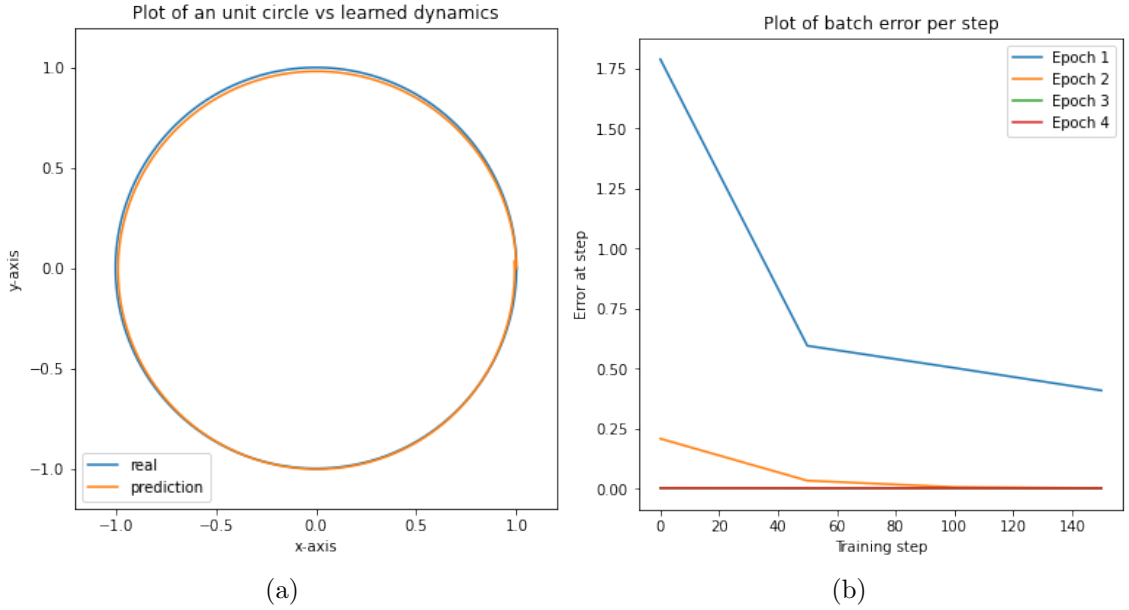 Plot of an unit circle vs learned dynamics
1.0
0.5
0.0
−0.5
−1.0
y-axis
real
prediction
−1.0 −0.5 0.0 0.5 1.0
x-axis
(a)
Plot of batch error per step
Epoch 1
Epoch 2
Epoch 3
Epoch 4
1.75
1.50
1.25
1.00
0.75
0.50
0.25
0.00
Error at step
0 20 40 60 80 100 120 140
Training step
(b)